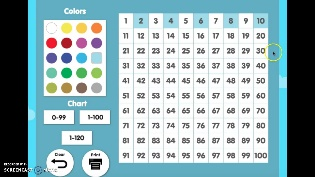 Colors
Chart
0-99 1-100
1-120
Clear Print
1 2 3 4 5 6 7 8 9 10
11 12 13 14 15 16 17 18 19 20
21 22 23 24 25 26 27 28 29 30
31 32 33 34 35 36 37 38 39 40
41 42 43 44 45 46 47 48 49 50
51 52 53 54 55 56 57 58 59 60
61 62 63 64 65 66 67 68 69 70
71 72 73 74 75 76 77 78 79 80
81 82 83 84 85 86 87 88 89 90
91 92 93 94 95 96 97 98 99 100